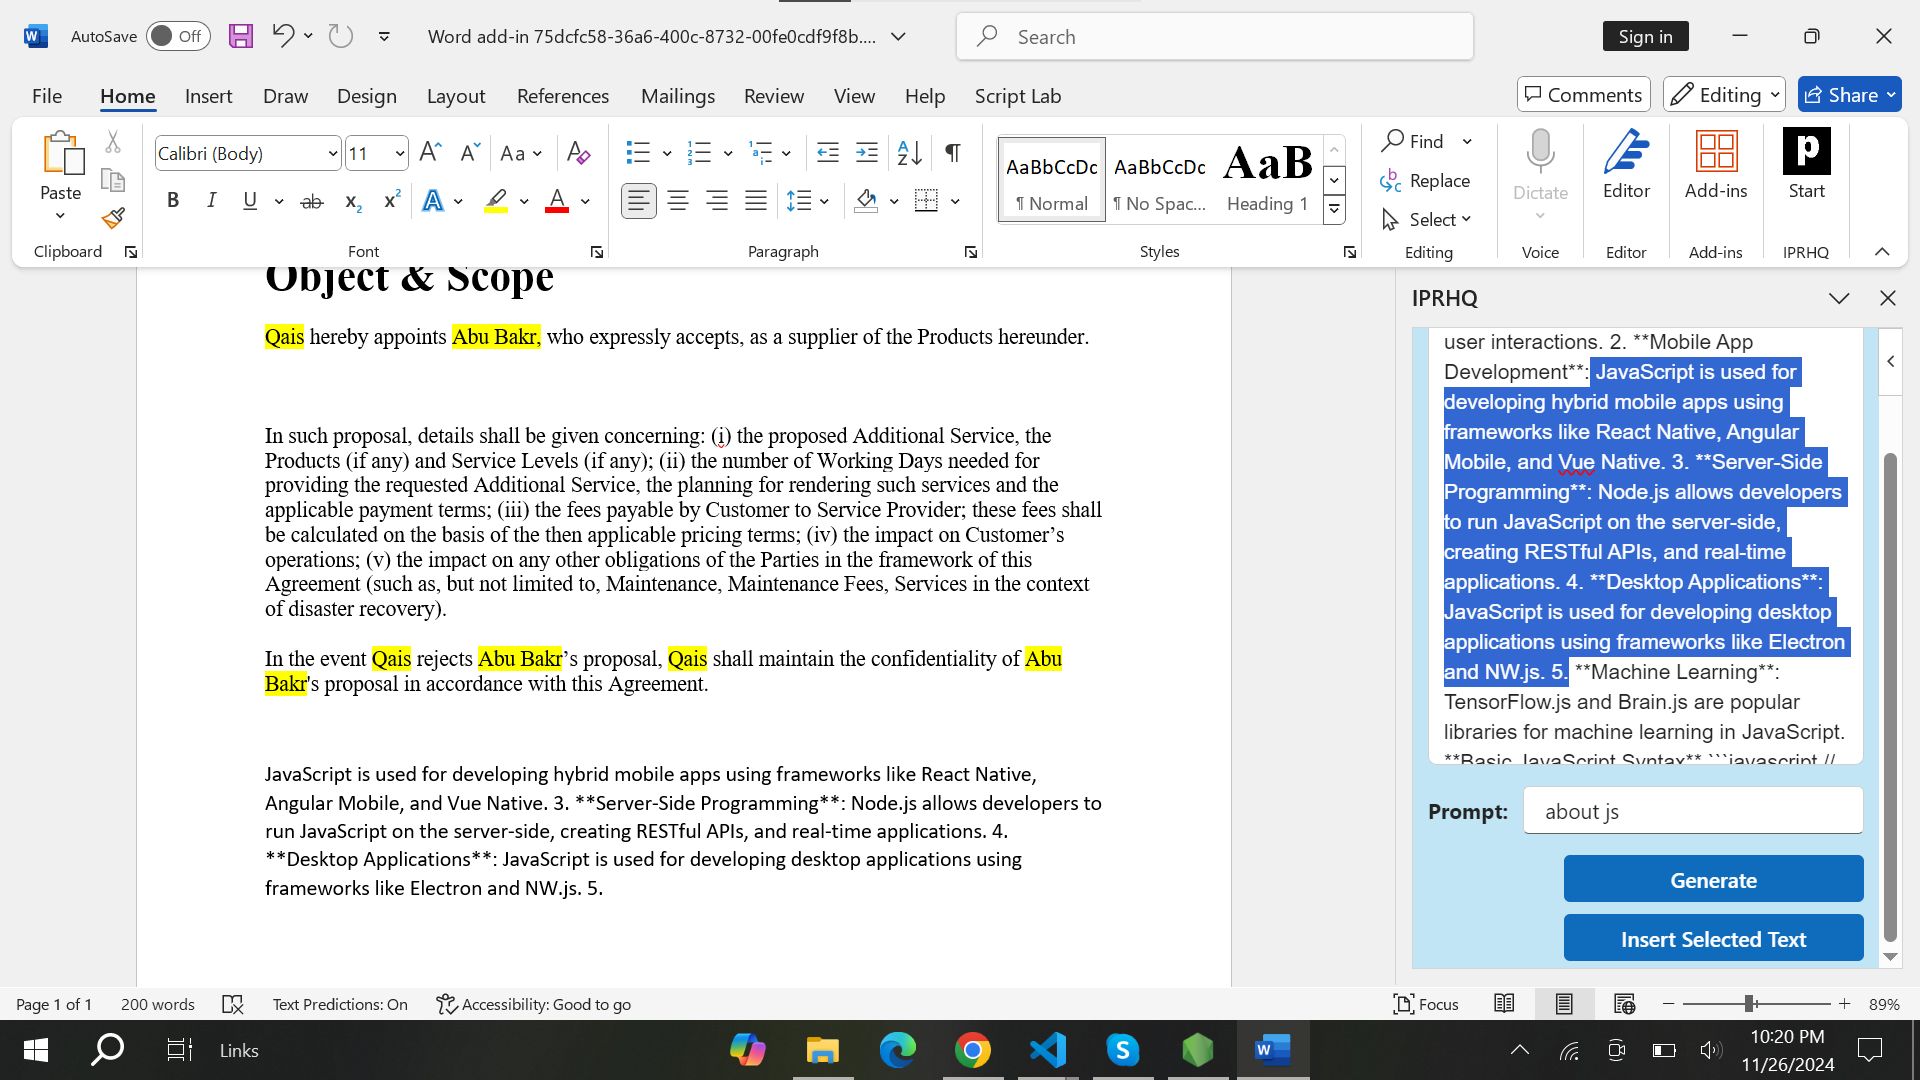 AutoSave Off Word add-in 75dcfc58-36a6-400c-8732-00fe0cdf9f8b.... Search Sign in
File Home Insert Draw Design Layout References Mailings Review View Help Script Lab Comments Editing Share
Paste
Clipboard
Calibri (Body) 11
Font
Paragraph
AaBbCcDc AaBbCcDc AaB
¶ Normal ¶ No Spac... Heading 1
Styles
Find
Replace
Select
Editing
Dictate
Voice
Editor
Editor
Add-ins
Add-ins
Start
IPRHQ
Object & Scope
Qais hereby appoints Abu Bakr, who expressly accepts, as a supplier of the Products hereunder.
In such proposal, details shall be given concerning: (i) the proposed Additional Service, the
Products (if any) and Service Levels (if any); (ii) the number of Working Days needed for
providing the requested Additional Service, the planning for rendering such services and the
applicable payment terms; (iii) the fees payable by Customer to Service Provider; these fees shall
be calculated on the basis of the then applicable pricing terms; (iv) the impact on Customer’s
operations; (v) the impact on any other obligations of the Parties in the framework of this
Agreement (such as, but not limited to, Maintenance, Maintenance Fees, Services in the context
of disaster recovery).
In the event Qais rejects Abu Bakr’s proposal, Qais shall maintain the confidentiality of Abu
Bakr's proposal in accordance with this Agreement.
JavaScript is used for developing hybrid mobile apps using frameworks like React Native,
Angular Mobile, and Vue Native. 3. **Server-Side Programming**: Node.js allows developers to
run JavaScript on the server-side, creating RESTful APIs, and real-time applications. 4.
**Desktop Applications**: JavaScript is used for developing desktop applications using
frameworks like Electron and NW.js. 5.
IPRHQ
user interactions. 2. **Mobile App
Development**: JavaScript is used for
developing hybrid mobile apps using
frameworks like React Native, Angular
Mobile, and Vue Native. 3. **Server-Side
Programming**: Node.js allows developers
to run JavaScript on the server-side,
creating RESTful APIs, and real-time
applications. 4. **Desktop Applications**:
JavaScript is used for developing desktop
applications using frameworks like Electron
and NW.js. 5. **Machine Learning**:
TensorFlow.js and Brain.js are popular
libraries for machine learning in JavaScript.
**Basic JavaScript Syntax** ```javascript //
Prompt: about js
Generate
Insert Selected Text
Page 1 of 1 200 words Text Predictions: On Accessibility: Good to go Focus 89%
Links
10:20 PM
11/26/2024